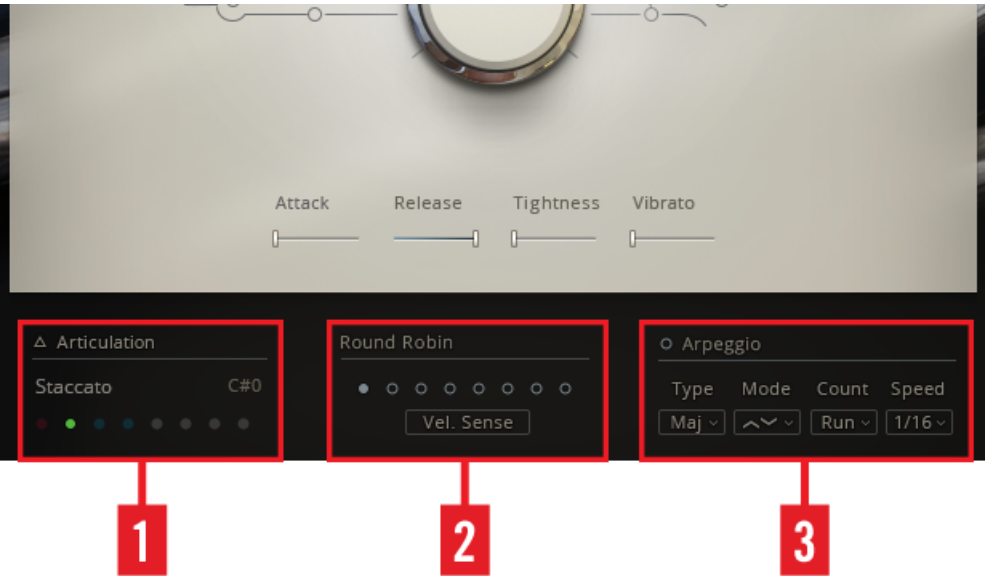 Attack Release Tightness Vibrato
Articulation
Staccato C#0
Round Robin
Vel. Sense
Arpeggio
Type Mode Count Speed
Maj Run 1/16
1 2 3